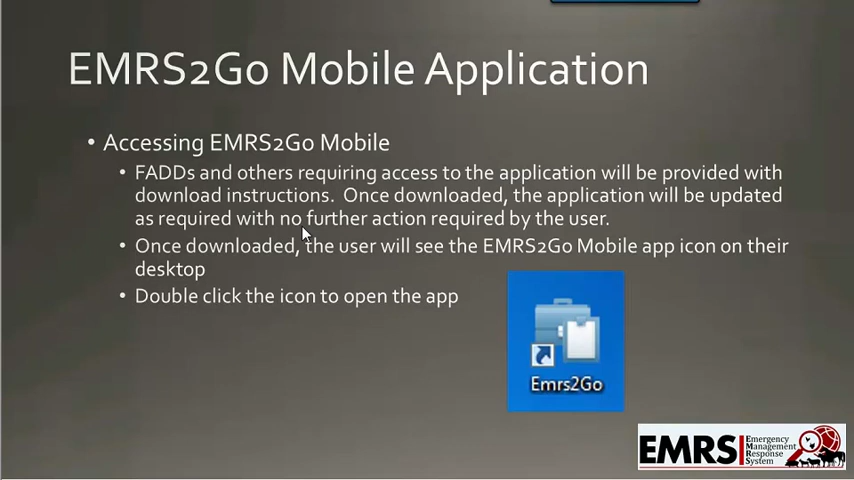 EMRS2Go Mobile Application
• Accessing EMRS2Go Mobile
• FADDs and others requiring access to the application will be provided with
download instructions. Once downloaded, the application will be updated
as required with no further action required by the user.
• Once downloaded, the user will see the EMRS2Go Mobile app icon on their
desktop
• Double click the icon to open the app
Emrs2Go
EMRS
Emergency
Management
Response
System